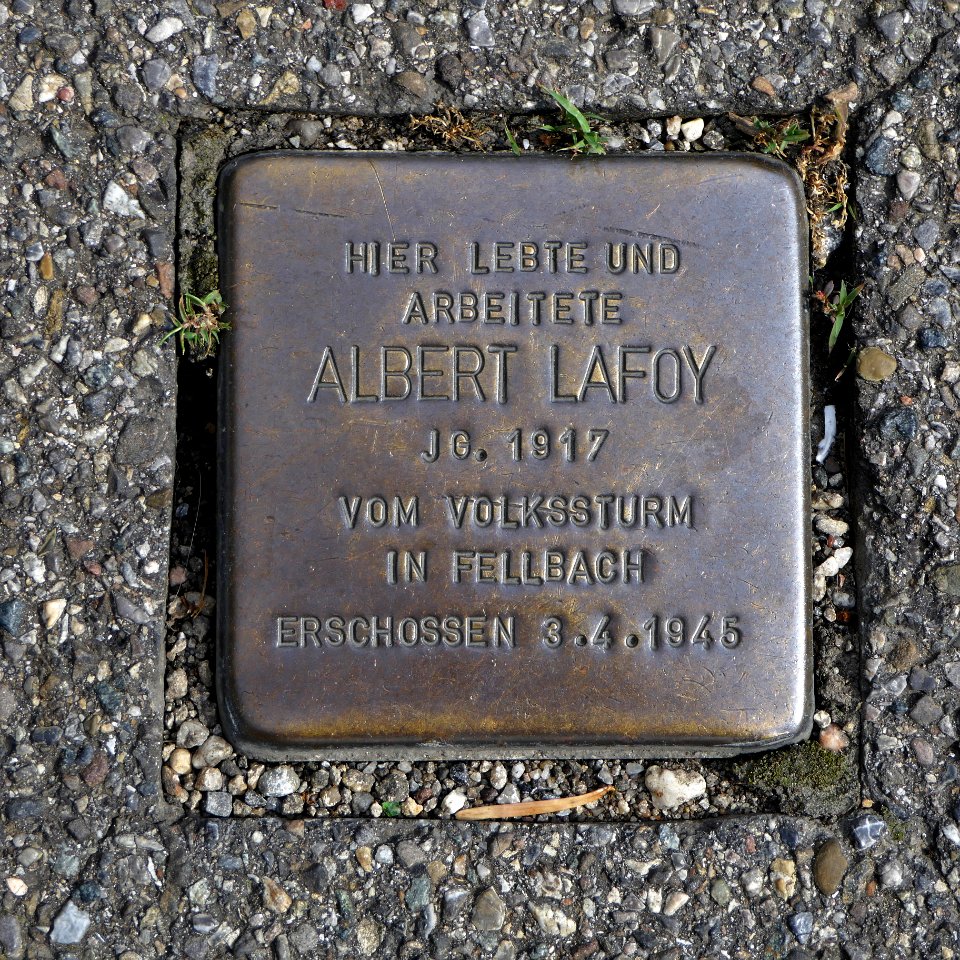 HIER LEBTE UND
ARBEITETE
ALBERT LAFOY
JG. 1917
VOM VOLKSSTURM
IN FELLBACH
ERSCHOSSEN 3.4.1945